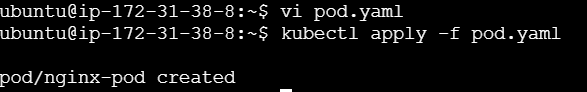 ubuntu@ip-172-31-38-8:~$ vi pod.yaml
ubuntu@ip-172-31-38-8:~$ kubectl apply -f pod.yaml
pod/nginx-pod created